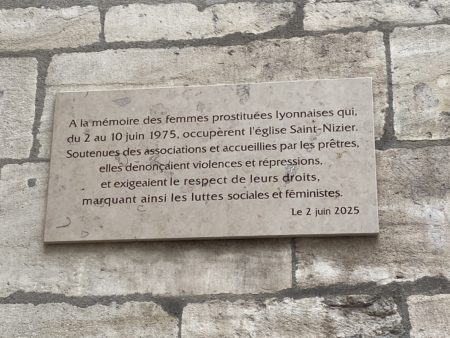 A la mémoire des femmes prostituées lyonnaises qui,
du 2 au 10 juin 1975, occupèrent l'église Saint-Nizier.
Soutenues des associations et accueillies par les prêtres,
elles dénonçaient violences et répressions,
et exigeaient le respect de leurs droits,
marquant ainsi les luttes sociales et féministes.
Le 2 juin 2025